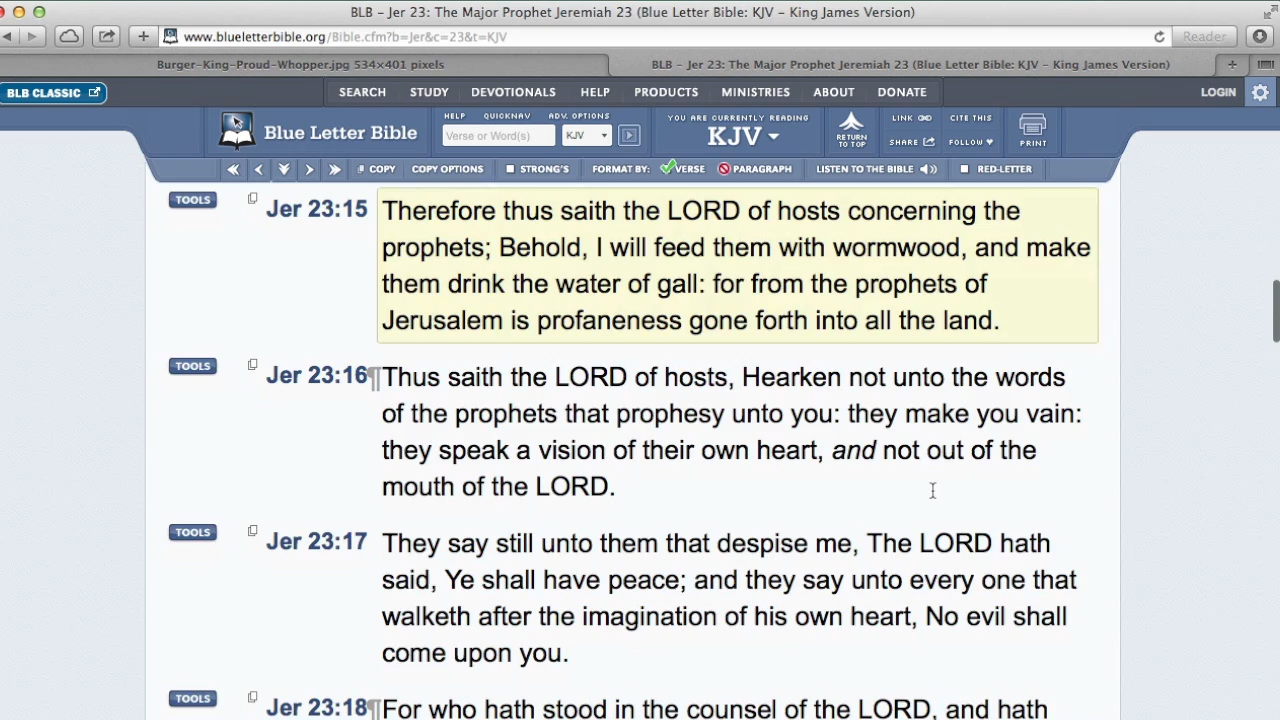 BLB – Jer 23: The Major Prophet Jeremiah 23 (Blue Letter Bible: KJV – King James Version)
www.blueletterbible.org/Bible.cfm?b=Jer&c=23&t=KJV
Reader
Burger-King-Proud-Whopper.jpg 534×401 pixels
BLB – Jer 23: The Major Prophet Jeremiah 23 (Blue Letter Bible: KJV – King James Version)
BLB CLASSIC
SEARCH STUDY DEVOTIONALS HELP PRODUCTS MINISTRIES ABOUT DONATE
LOGIN
Blue Letter Bible
HELP QUICKNAV ADV. OPTIONS
Verse or Word(s) KJV
YOU ARE CURRENTLY READING
KJV
RETURN
TO TOP
LINK CITE THIS
SHARE FOLLOW
PRINT
COPY COPY OPTIONS STRONG'S FORMAT BY: VERSE PARAGRAPH LISTEN TO THE BIBLE RED-LETTER
TOOLS Jer 23:15 Therefore thus saith the LORD of hosts concerning the
prophets; Behold, I will feed them with wormwood, and make
them drink the water of gall: for from the prophets of
Jerusalem is profaneness gone forth into all the land.
TOOLS Jer 23:16 ¶Thus saith the LORD of hosts, Hearken not unto the words
of the prophets that prophesy unto you: they make you vain:
they speak a vision of their own heart, and not out of the
mouth of the LORD.
TOOLS Jer 23:17 They say still unto them that despise me, The LORD hath
said, Ye shall have peace; and they say unto every one that
walketh after the imagination of his own heart, No evil shall
come upon you.
TOOLS Jer 23:18 ¶For who hath stood in the counsel of the LORD, and hath